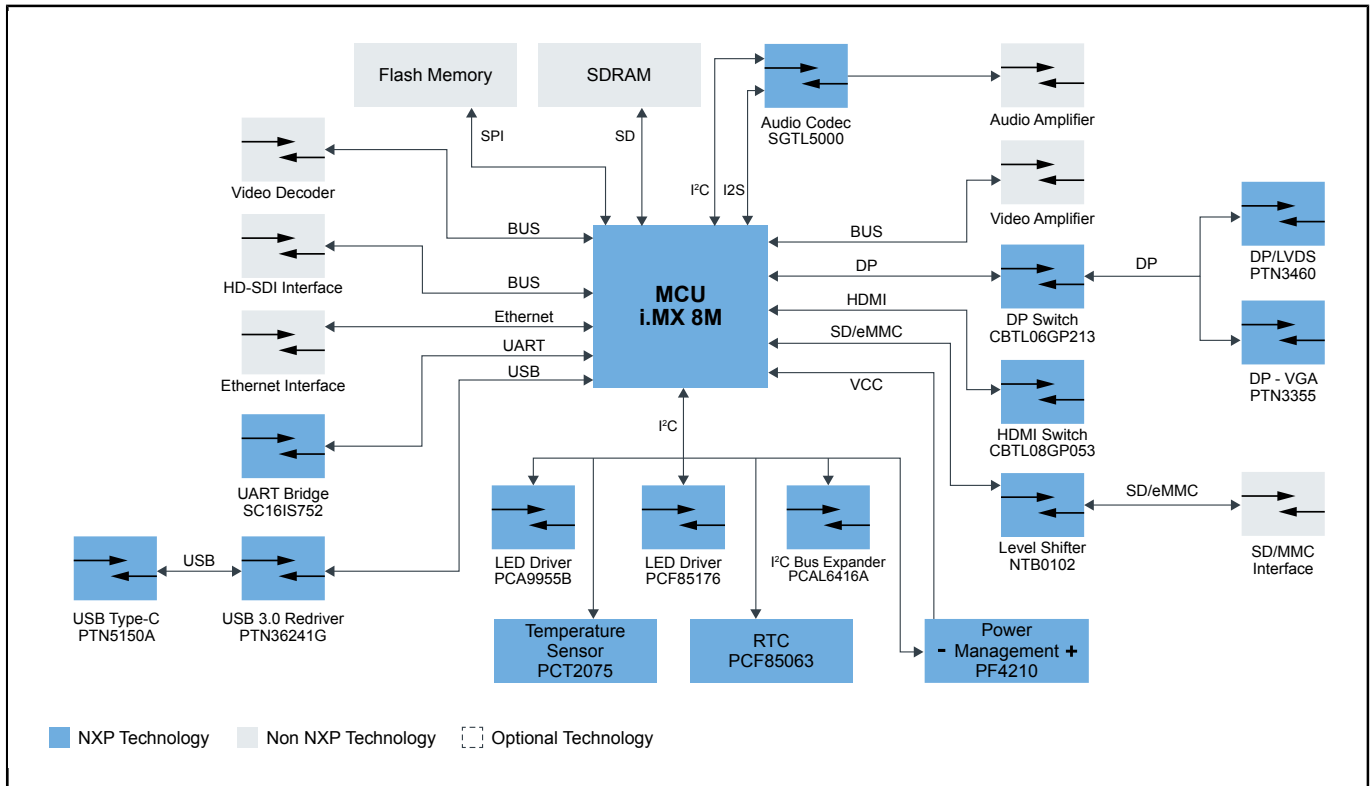 Flash Memory
SDRAM
Audio Codec
SGTL5000
Audio Amplifier
SPI
SD
I²C
I2S
Video Decoder
Video Amplifier
BUS
BUS
HD-SDI Interface
BUS
Ethernet
Ethernet Interface
UART
USB
MCU
i.MX 8M
DP
HDMI
SD/eMMC
VCC
DP Switch
CBTL06GP213
DP
DP/LVDS
PTN3460
DP - VGA
PTN3355
HDMI Switch
CBTL08GP053
I²C
UART Bridge
SC16IS752
USB
USB Type-C
PTN5150A
USB 3.0 Redriver
PTN36241G
LED Driver
PCA9955B
LED Driver
PCF85176
I²C Bus Expander
PCAL6416A
Level Shifter
NTB0102
SD/eMMC
SD/MMC
Interface
Temperature
Sensor
PCT2075
RTC
PCF85063
Power
- Management +
PF4210
NXP Technology
Non NXP Technology
Optional Technology